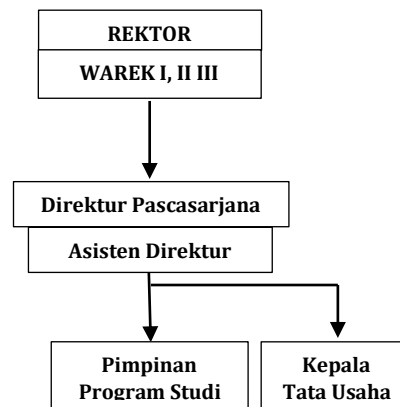 REKTOR
WAREK I, II III
Direktur Pascasarjana
Asisten Direktur
Pimpinan
Program Studi
Kepala
Tata Usaha